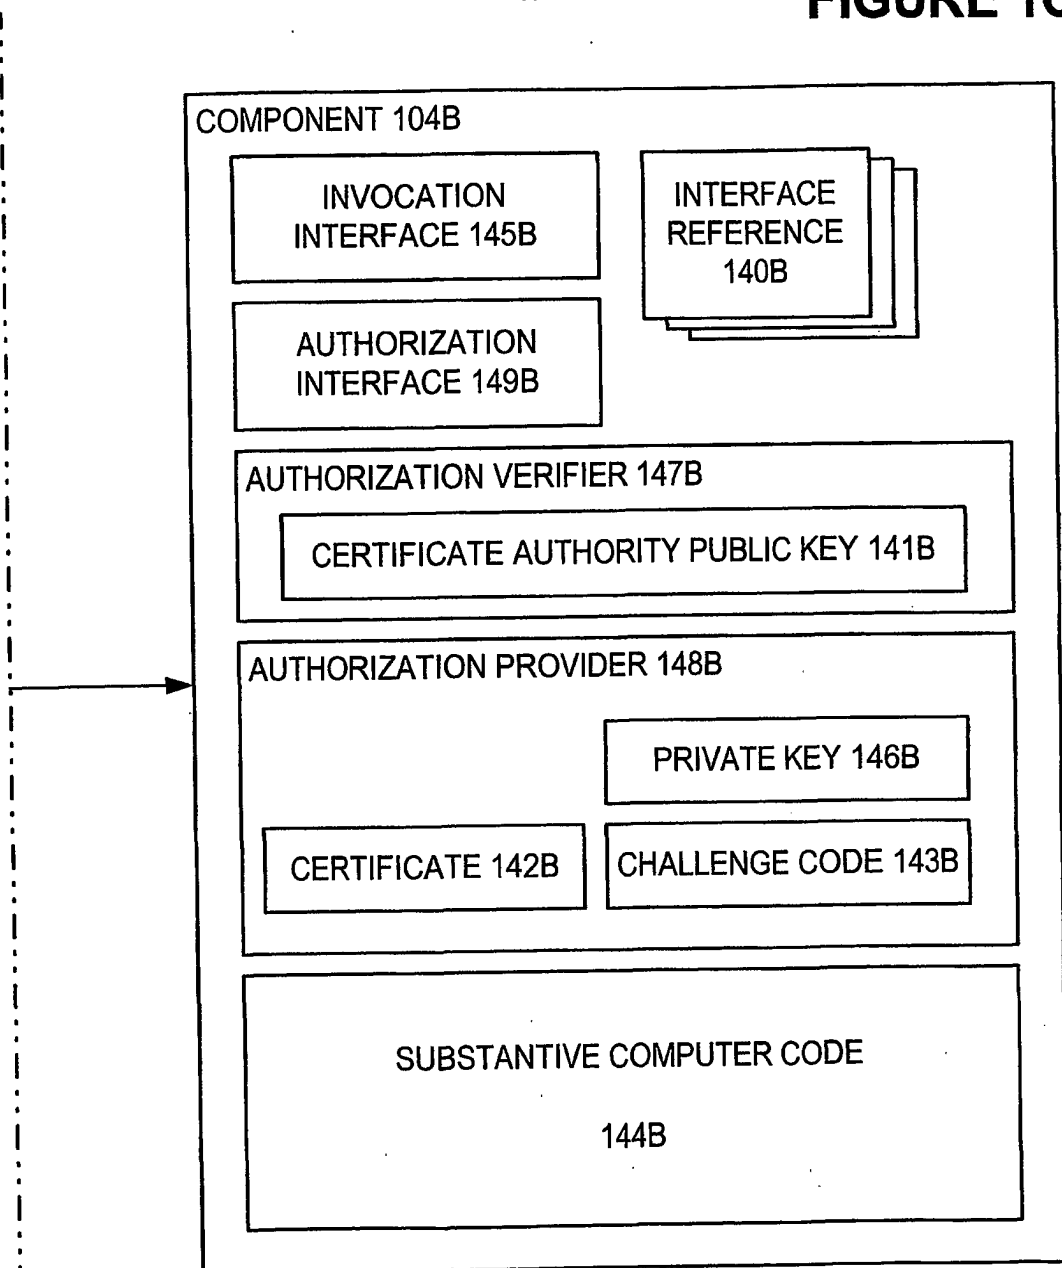 FIGURE
COMPONENT 104B
INVOCATION
INTERFACE 145B
INTERFACE
REFERENCE
140B
AUTHORIZATION
INTERFACE 149B
AUTHORIZATION VERIFIER 147B
CERTIFICATE AUTHORITY PUBLIC KEY 141B
AUTHORIZATION PROVIDER 148B
PRIVATE KEY 146B
CERTIFICATE 142B
CHALLENGE CODE 143B
SUBSTANTIVE COMPUTER CODE
144B